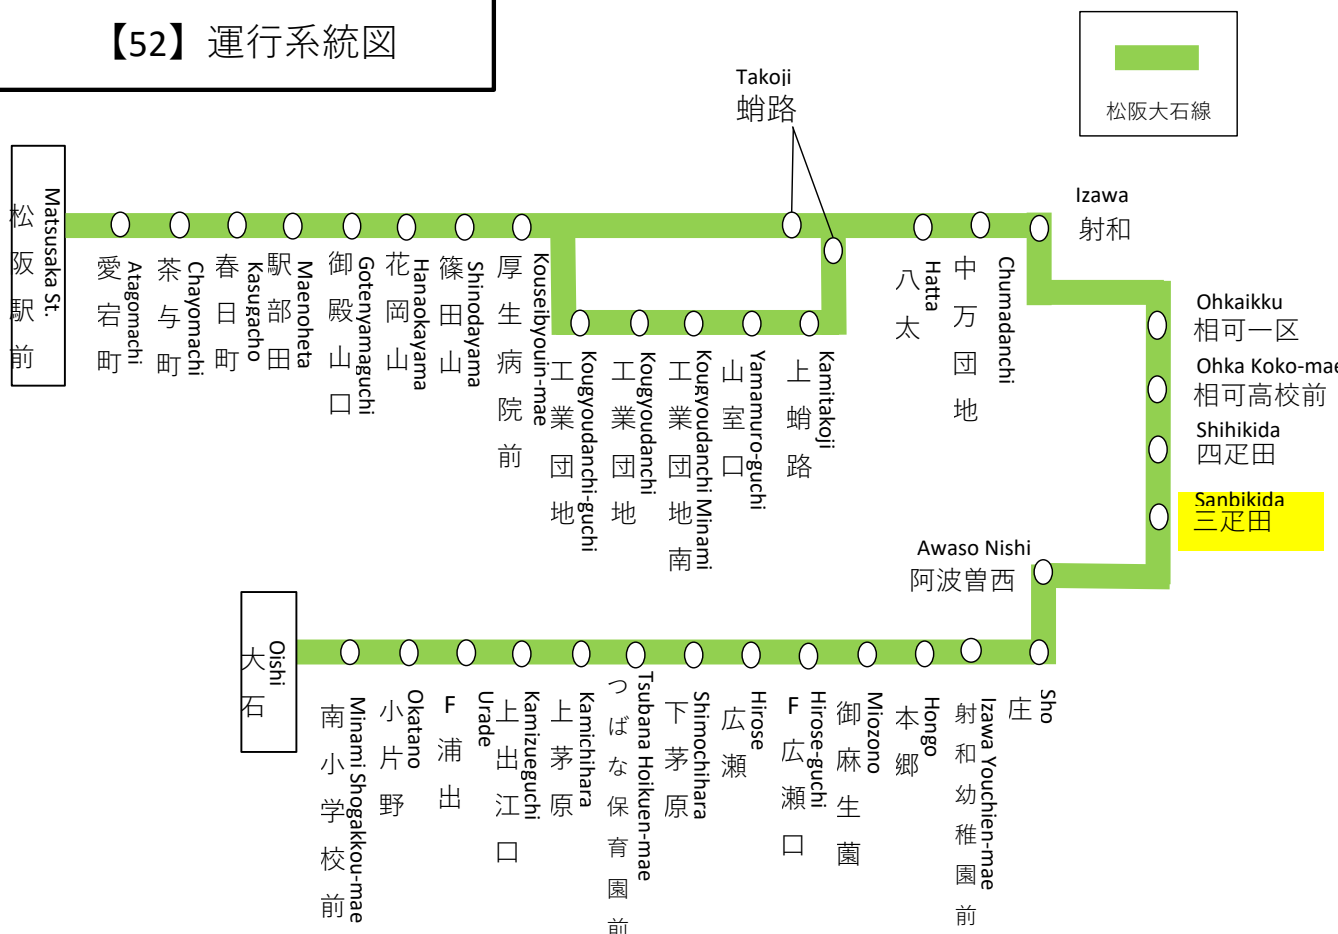 【52】運行系統図
松阪大石線
Takoji
蛸路
Matsusaka St.
松阪駅前
Atagomachi
愛宕町
Chayomachi
茶与町
Kasugacho
春日町
Maenoheta
駅部田
Gotenyamaguchi
御殿山口
Hanaokayama
花岡山
Shinodayama
篠田山
Kouseibyouin-mae
厚生病院前
Kougyoudanchi-guchi
工業団地
Kougyoudanchi
工業団地
Kougyoudanchi Minami
工業団地南
Yamamuro-guchi
山室口
Kamitakoji
上蛸路
Hatta
八太
Chumadanchi
中万団地
Izawa
射和
Ohkaikku
相可一区
Ohka Koko-mae
相可高校前
Shihikida
四疋田
Sanbikida
三疋田
Awaso Nishi
阿波曽西
Sho
庄
Izawa Youchien-mae
射和幼稚園前
Hongo
本郷
Miozono
御麻生薗
Hirose-guchi
F広瀬口
Hirose
広瀬
Shimochihara
下茅原
Tsubana Hoikuen-mae
つばな保育園前
Kamichihara
上茅原
Kamizueguchi
上出江口
Urade
F浦出
Okatano
小片野
Minami Shogakkou-mae
南小学校前
Oishi
大石